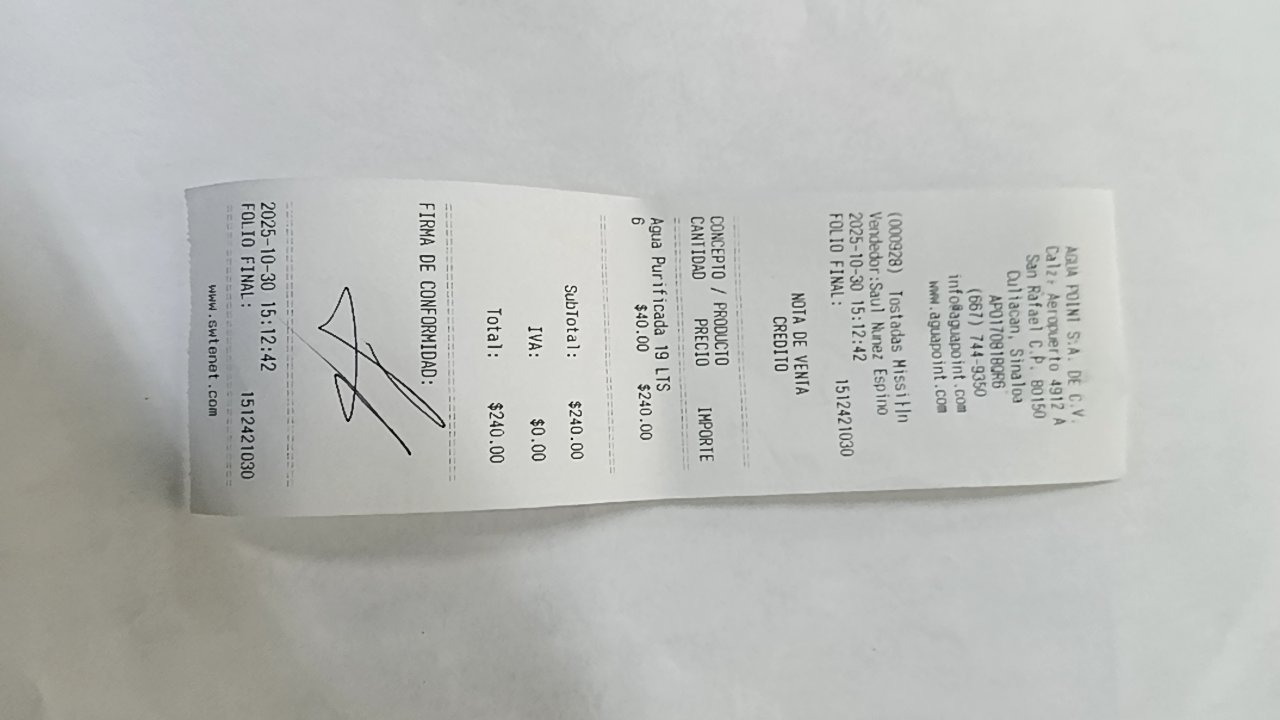 AGUA POINT S.A. DE C.V.
Calz. Aeropuerto 4912 A
San Rafael C.P. 80150
Culiacan, Sinaloa
APO170818QR6
(667) 744-9350
info@aguapoint.com
www.aguapoint.com
NOTA DE VENTA
CREDITO
(000928) Tostadas
Vendedor:Saul Nunez Espino
2025-10-30 15:12:42
FOLIO FINAL: 1512421030
CONCEPTO / PRODUCTO
CANTIDAD PRECIO IMPORTE
Agua Purificada 19 LTS
6 $40.00 $240.00
SubTotal: $240.00
IVA: $0.00
Total: $240.00
FIRMA DE CONFORMIDAD:
2025-10-30 15:12:42
FOLIO FINAL: 1512421030
www.swtenet.com